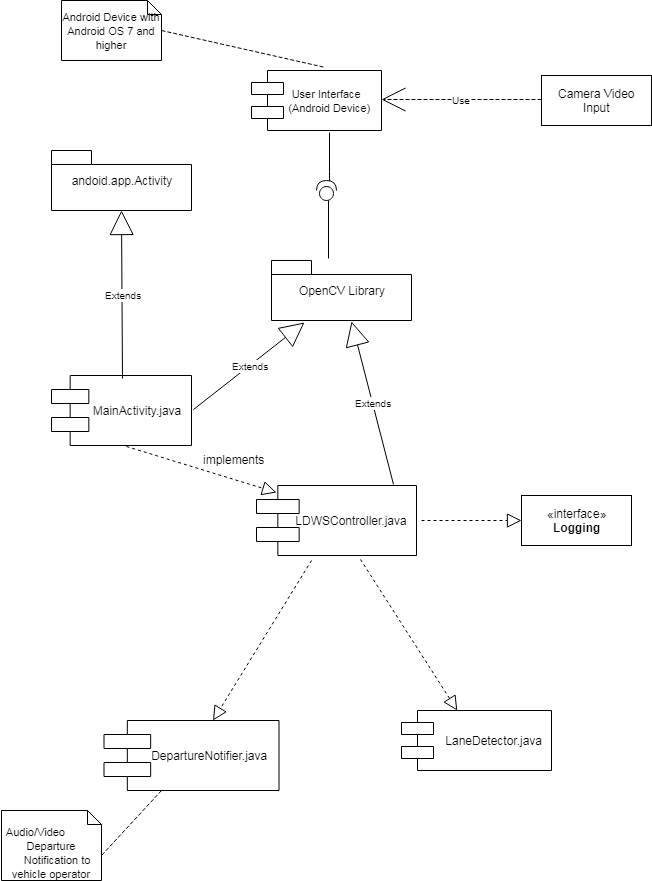 Android Device with
Android OS 7 and
higher
User Interface
(Android Device)
Use
Camera Video
Input
andoid.app.Activity
Extends
OpenCV Library
Extends
Extends
MainActivity.java
implements
LDWSController.java
«interface»
Logging
DepartureNotifier.java
LaneDetector.java
Audio/Video
Departure
Notification to
vehicle operator